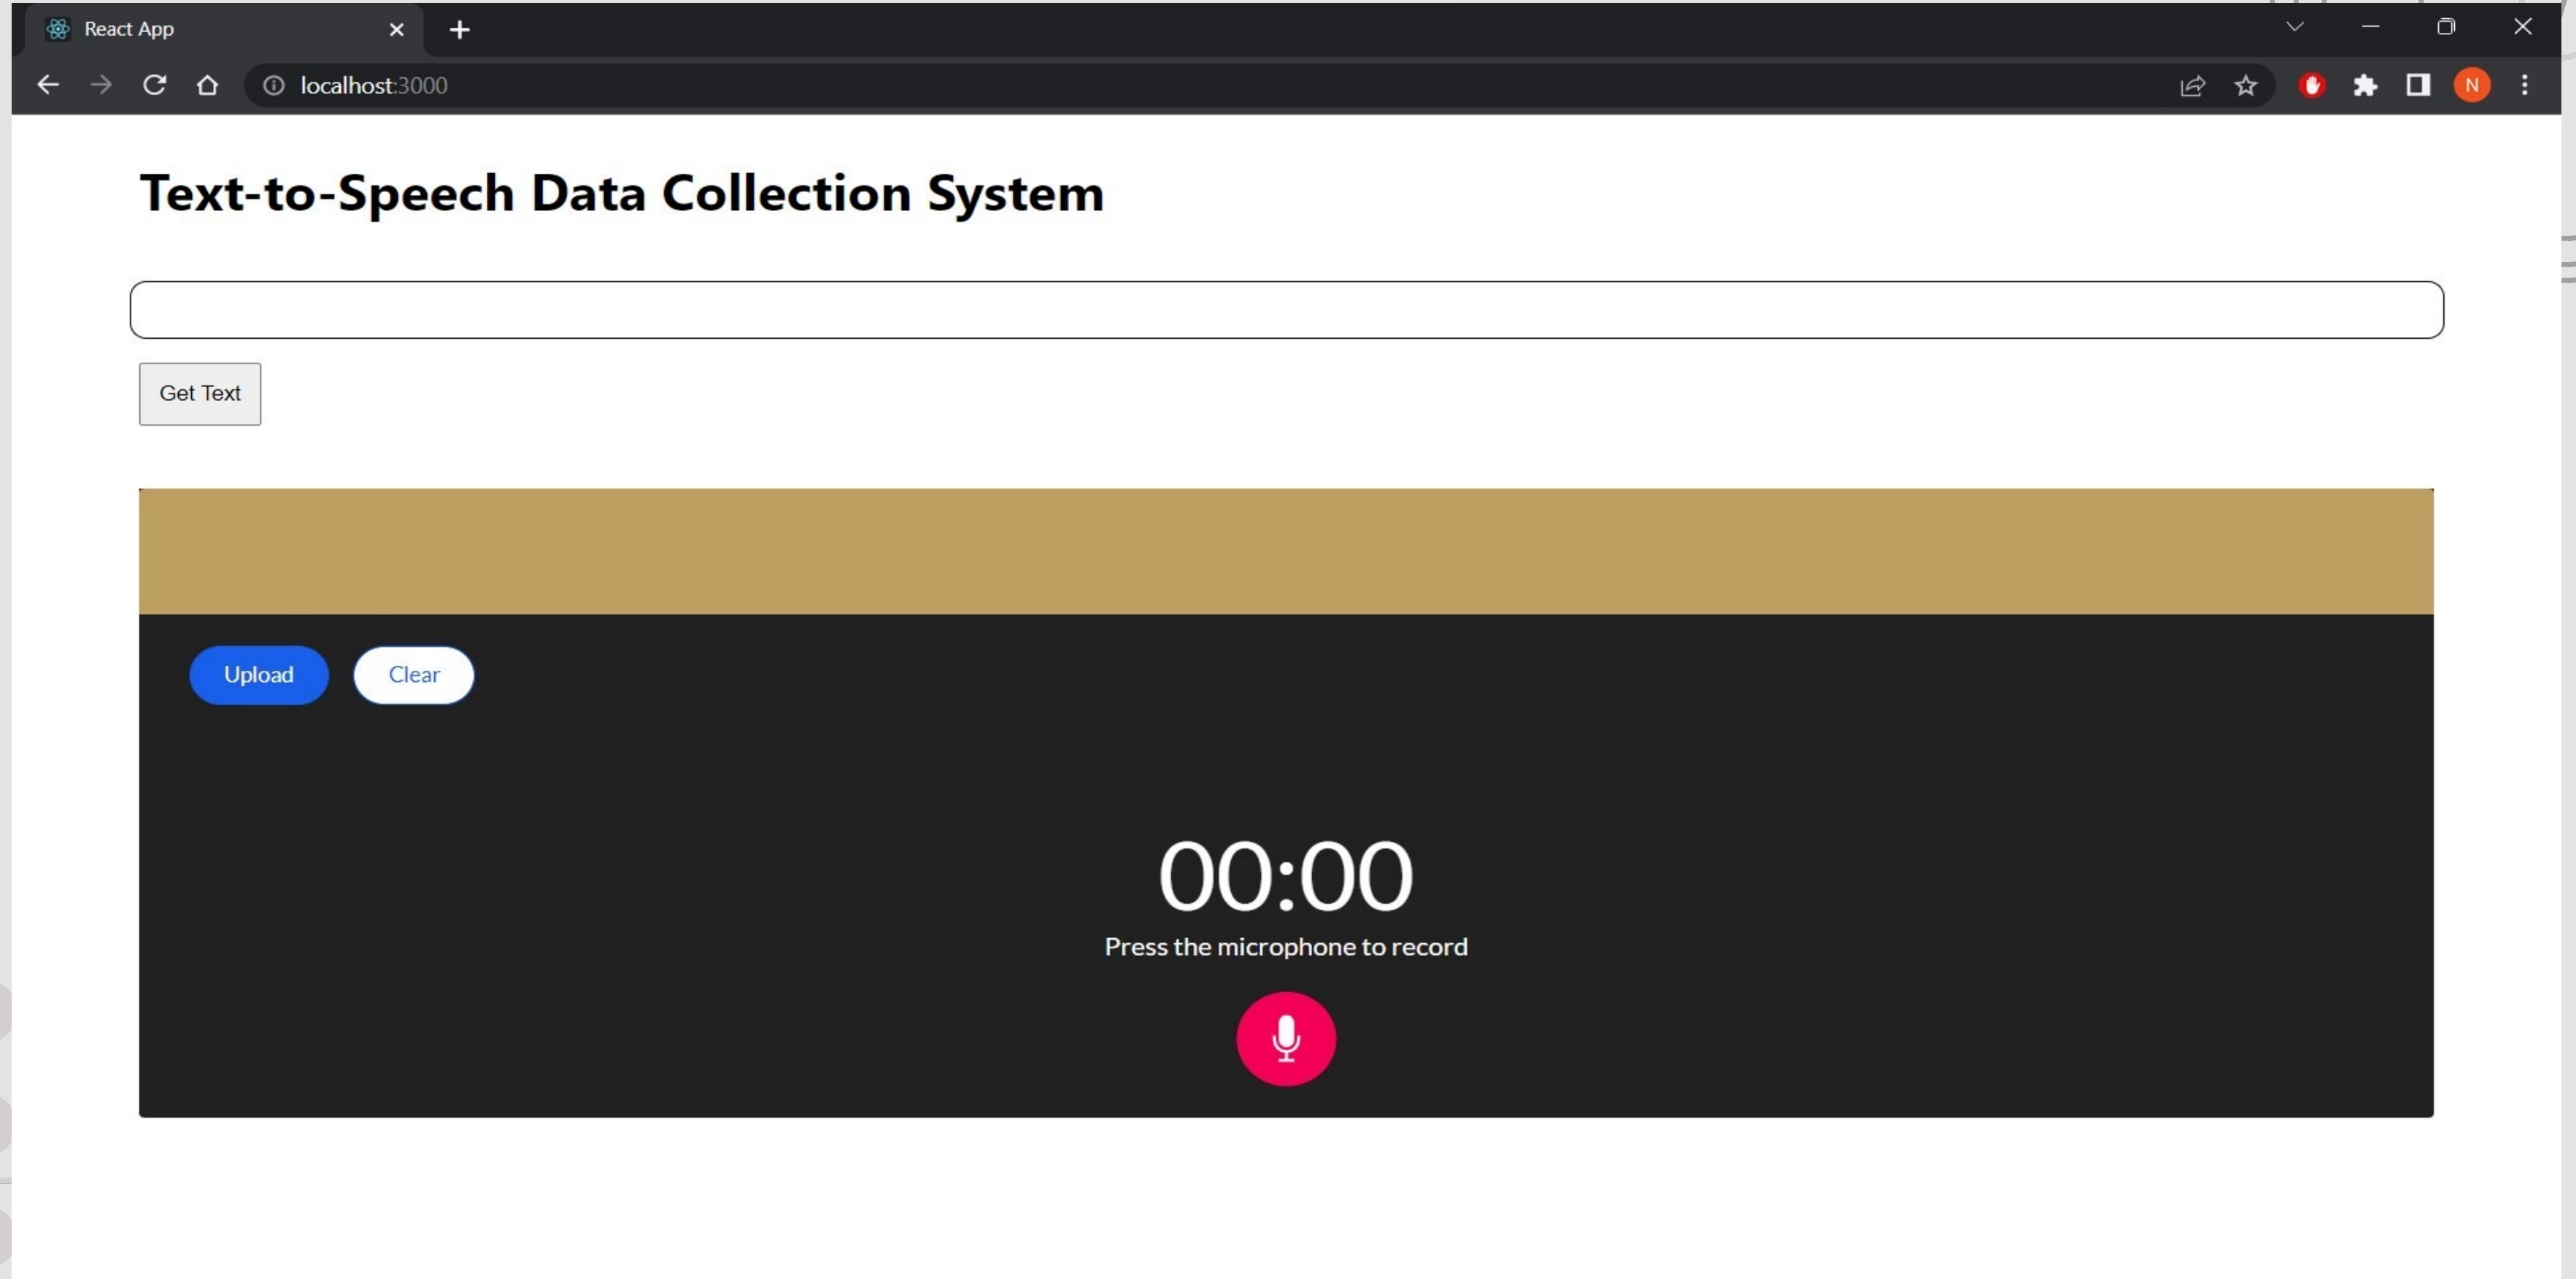 React App
localhost:3000
N
Text-to-Speech Data Collection System
Get Text
Upload Clear
00:00
Press the microphone to record